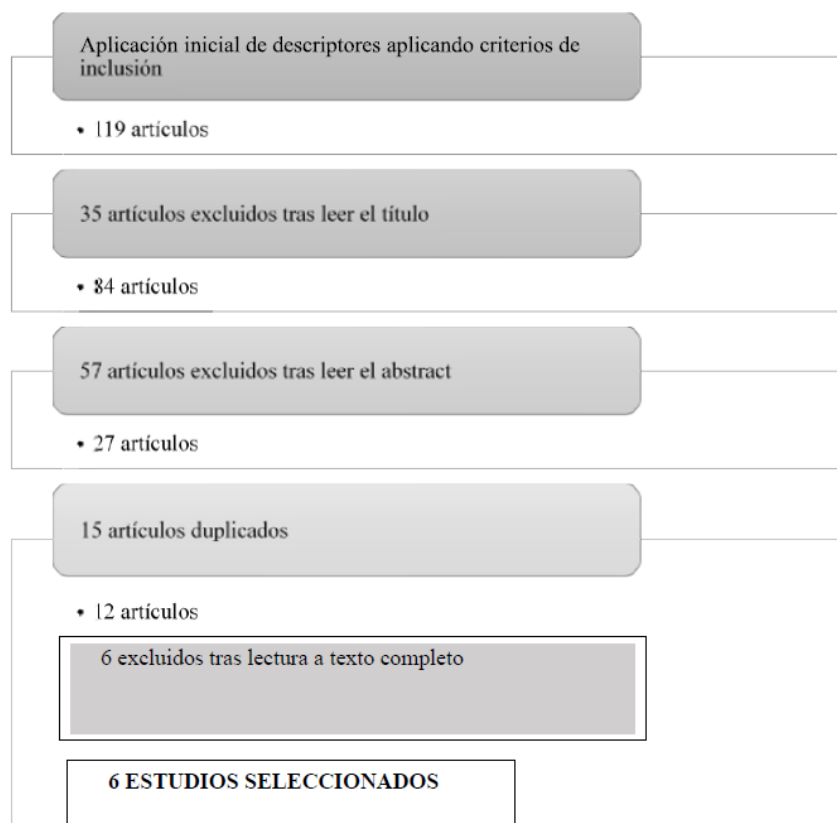 Aplicación inicial de descriptores aplicando criterios de
inclusión
• 119 artículos
35 artículos excluidos tras leer el título
• 84 artículos
57 artículos excluidos tras leer el abstract
• 27 artículos
15 artículos duplicados
• 12 artículos
6 excluidos tras lectura a texto completo
6 ESTUDIOS SELECCIONADOS